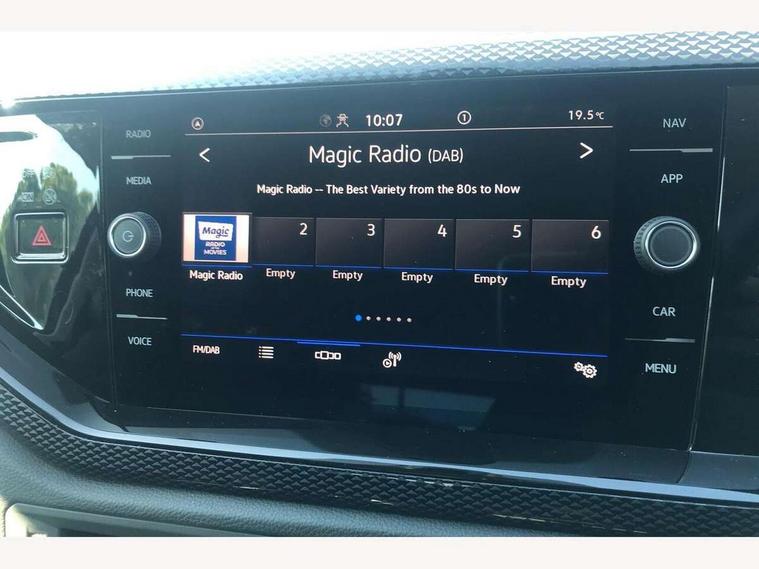 RADIO
MEDIA
PHONE
VOICE
10:07
1
19.5°C
Magic Radio (DAB)
Magic Radio -- The Best Variety from the 80s to Now
Magic
RADIO
MOVIES
2
3
4
5
6
Magic Radio
Empty
Empty
Empty
Empty
Empty
FM/DAB
NAV
APP
CAR
MENU